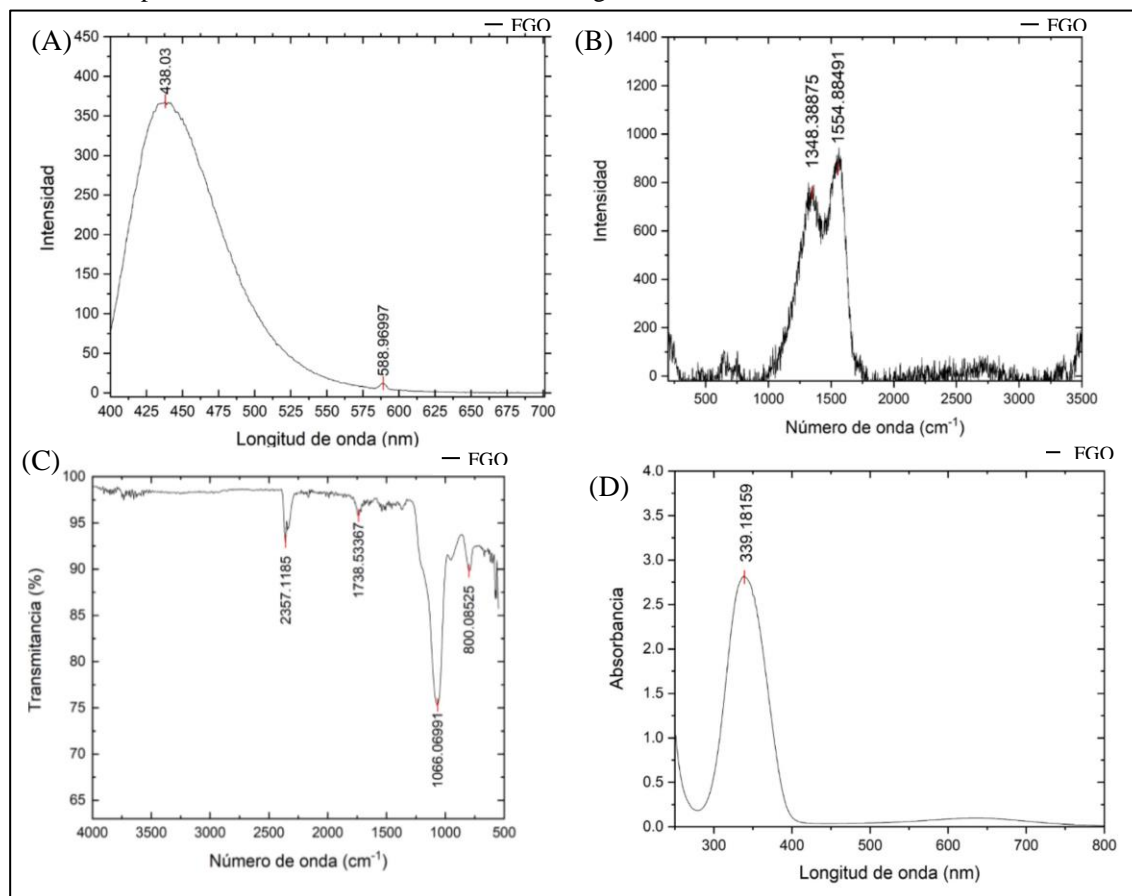 — FGO
(A)
450
400
350
300
250
200
150
100
50
0
Intensidad
438.03
588.96997
400 425 450 475 500 525 550 575 600 625 650 675 700
Longitud de onda (nm)
— FGO
(B)
1400
1200
1000
800
600
400
200
0
Intensidad
1348.38875
1554.88491
500 1000 1500 2000 2500 3000 3500
Número de onda (cm⁻¹)
(C)
— FGO
100
95
90
85
80
75
70
65
Transmitancia (%)
2357.1185
1738.53367
1066.06991
800.08525
4000 3500 3000 2500 2000 1500 1000 500
Número de onda (cm⁻¹)
— FGO
(D)
4.0
3.5
3.0
2.5
2.0
1.5
1.0
0.5
0.0
Absorbancia
339.18159
300 400 500 600 700 800
Longitud de onda (nm)